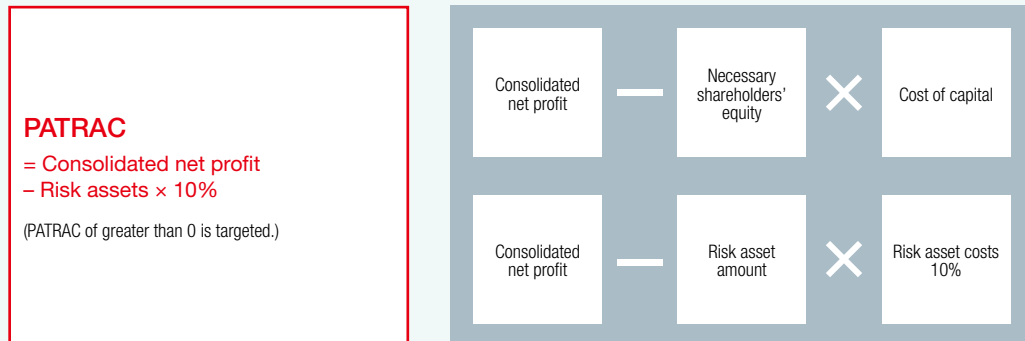 PATRAC
= Consolidated net profit
– Risk assets × 10%
(PATRAC of greater than 0 is targeted.)
Consolidated
net profit
—
Necessary
shareholders’
equity
×
Cost of capital
Consolidated
net profit
—
Risk asset
amount
×
Risk asset costs
10%